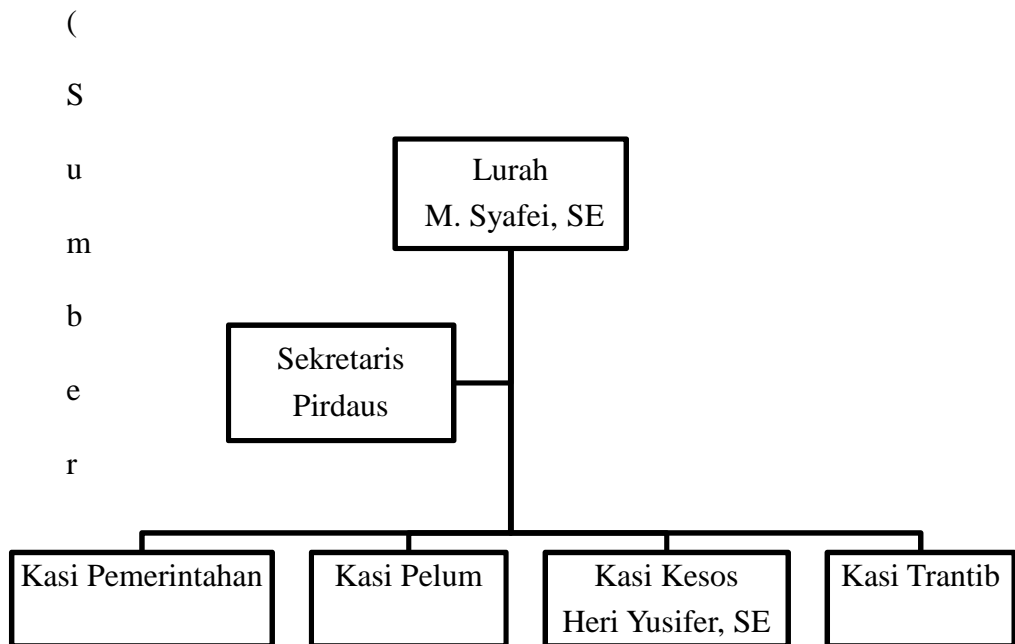 (
S
u
m
b
e
r
Lurah
M. Syafei, SE
Sekretaris
Pirdaus
Kasi Pemerintahan
Kasi Pelum
Kasi Kesos
Heri Yusifer, SE
Kasi Trantib